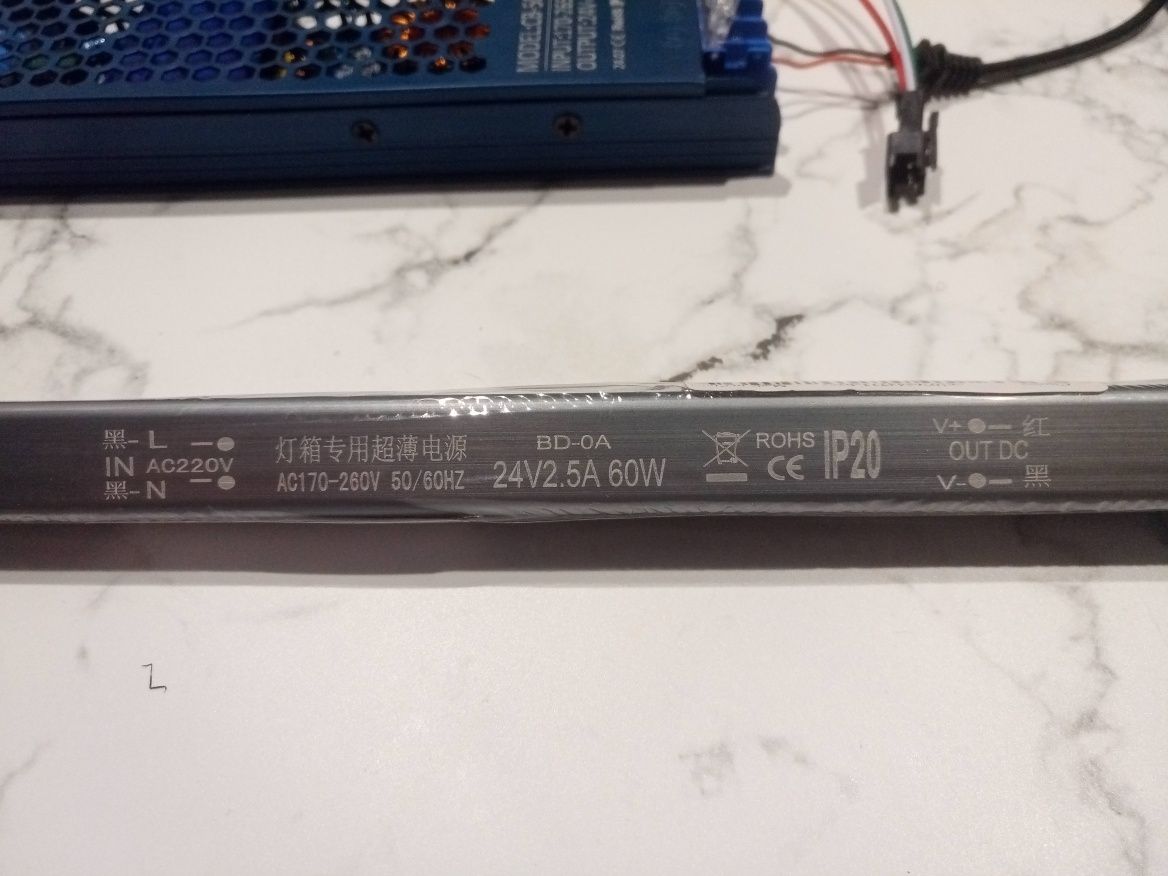 黑- L
IN AC220V
黑- N
灯箱专用超薄电源
AC170-260V 50/60HZ
BD-0A
24V2.5A 60W
ROHS
CE
IP20
V+ 红
OUT DC
V- 黑